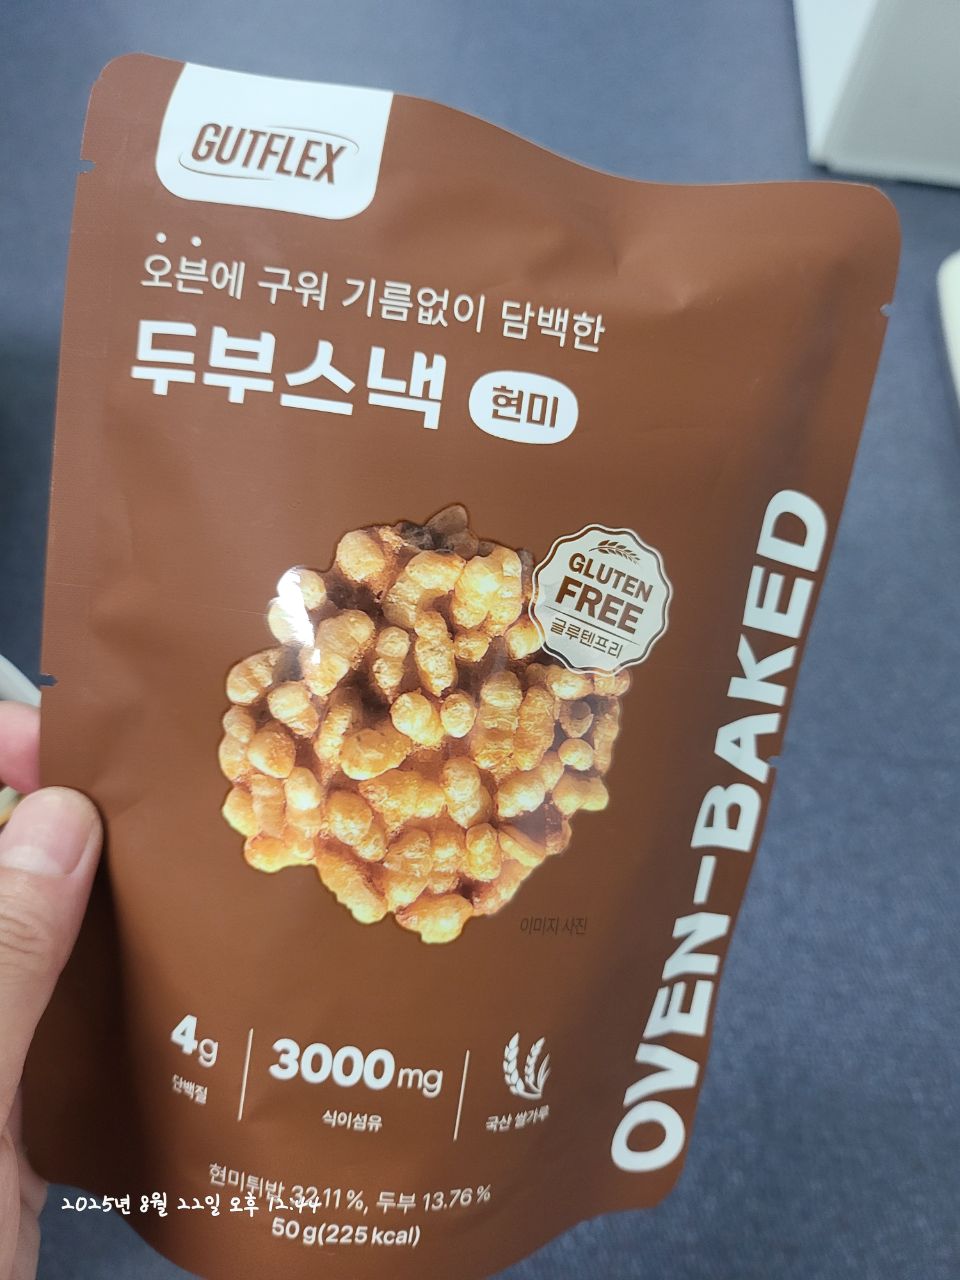 GUTFLEX
오븐에 구워 기름없이 담백한
두부스낵 현미
GLUTEN
FREE
글루텐프리
OVEN-BAKED
이미지 사진
4g
단백질
3000mg
식이섬유
국산 쌀가루
현미튀밥 32.11%, 두부 13.76%
2025년 8월 22일 오후 12:44
50g(225kcal)